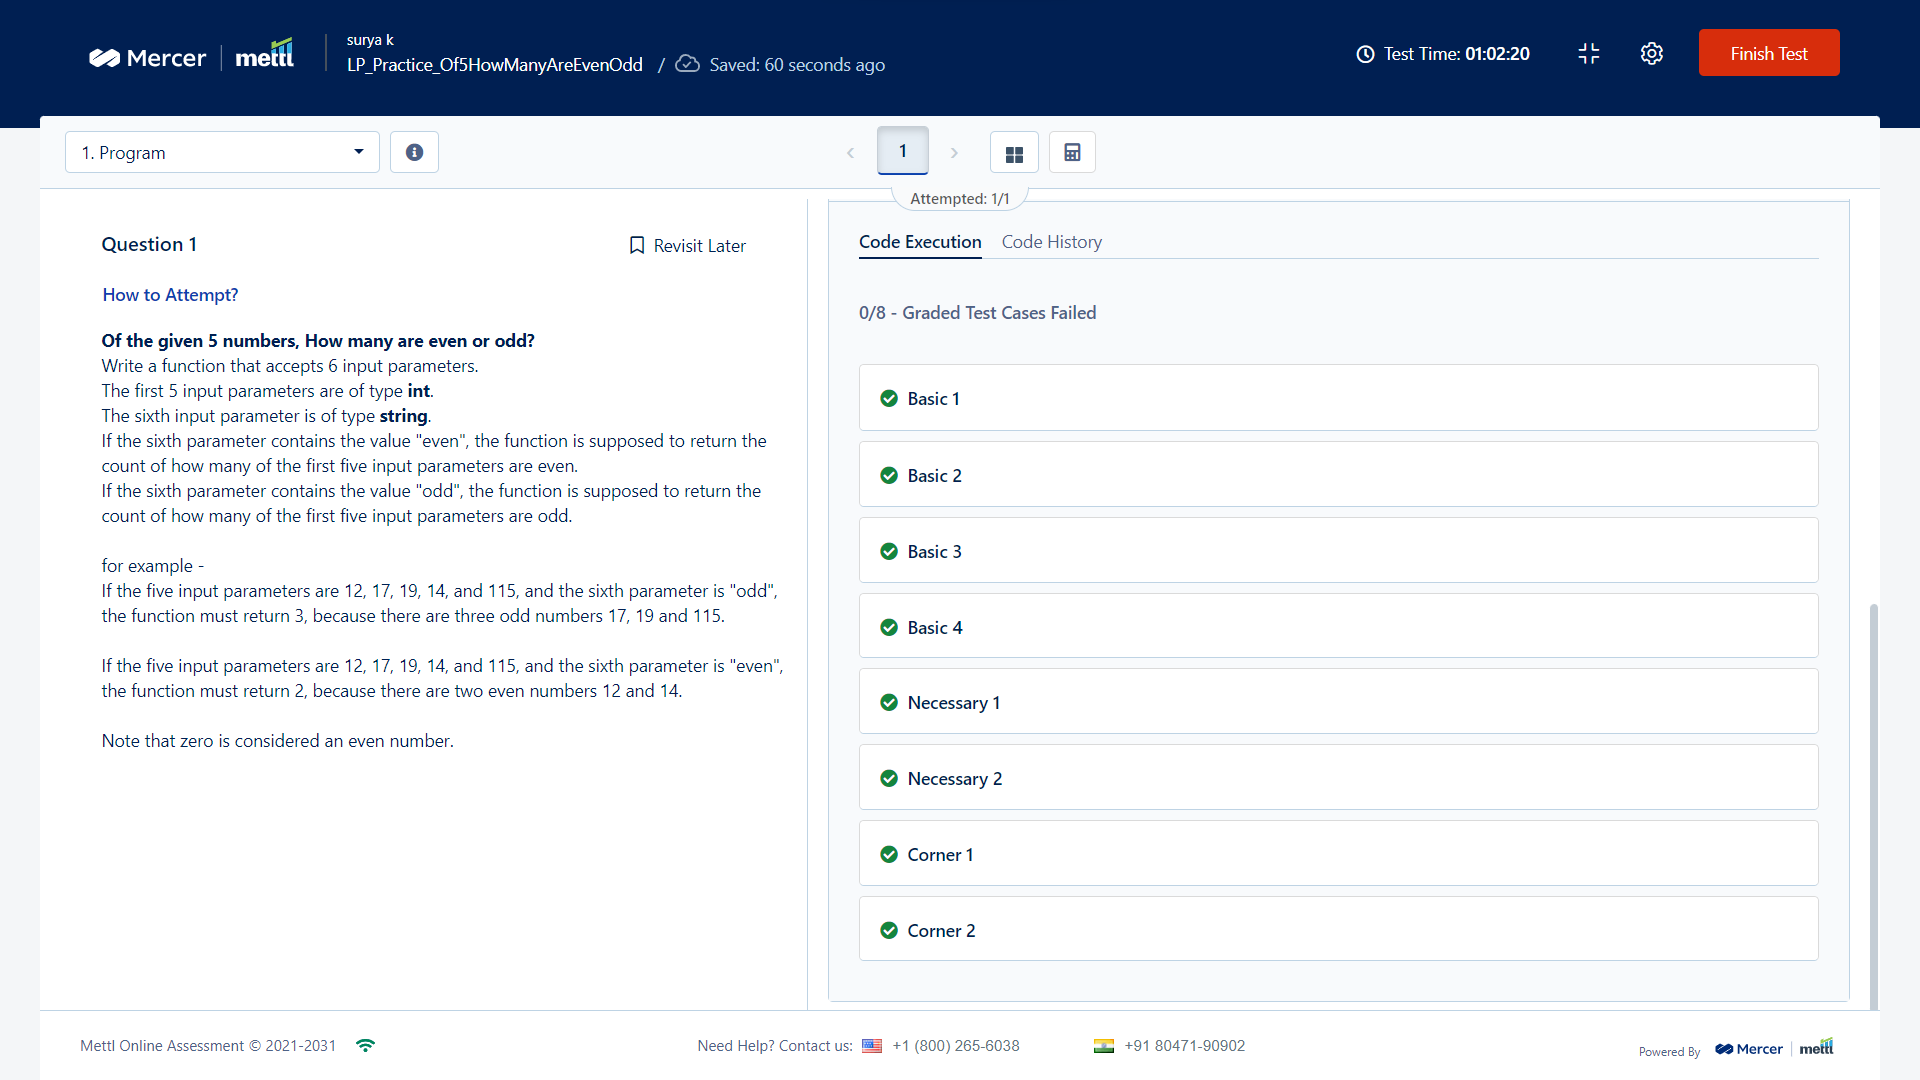 Mercer mettl
surya k
LP_Practice_Of5HowManyAreEvenOdd / Saved: 60 seconds ago
Test Time: 01:02:20
Finish Test
1. Program
1
Attempted: 1/1
Question 1
Revisit Later
How to Attempt?
Of the given 5 numbers, How many are even or odd?
Write a function that accepts 6 input parameters.
The first 5 input parameters are of type int.
The sixth input parameter is of type string.
If the sixth parameter contains the value "even", the function is supposed to return the
count of how many of the first five input parameters are even.
If the sixth parameter contains the value "odd", the function is supposed to return the
count of how many of the first five input parameters are odd.
for example -
If the five input parameters are 12, 17, 19, 14, and 115, and the sixth parameter is "odd",
the function must return 3, because there are three odd numbers 17, 19 and 115.
If the five input parameters are 12, 17, 19, 14, and 115, and the sixth parameter is "even",
the function must return 2, because there are two even numbers 12 and 14.
Note that zero is considered an even number.
Code Execution
Code History
0/8 - Graded Test Cases Failed
Basic 1
Basic 2
Basic 3
Basic 4
Necessary 1
Necessary 2
Corner 1
Corner 2
Mettl Online Assessment © 2021-2031
Need Help? Contact us: +1 (800) 265-6038
+91 80471-90902
Powered By Mercer mettl